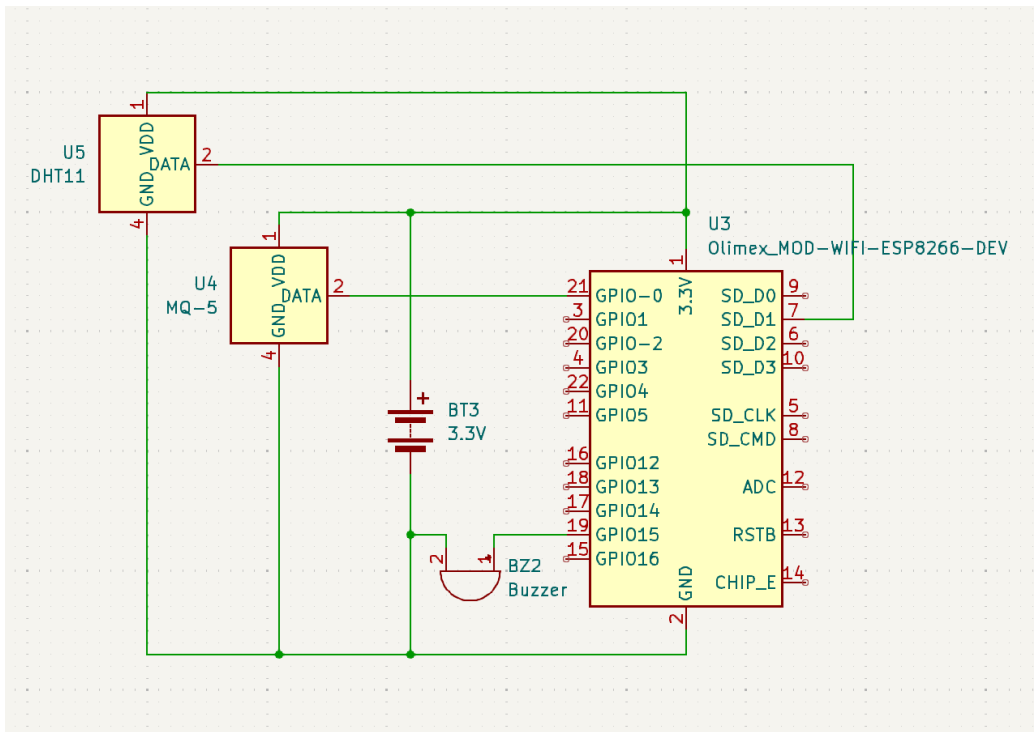 U5
DHT11
1
VDD
DATA
2
GND
4
U4
MQ-5
1
VDD
DATA
2
GND
4
+
BT3
3.3V
2
1
BZ2
Buzzer
U3
Olimex_MOD-WIFI-ESP8266-DEV
1
3.3V
21 GPIO-0
3 GPIO1
20 GPIO-2
4 GPIO3
22 GPIO4
11 GPIO5
16 GPIO12
18 GPIO13
17 GPIO14
19 GPIO15
15 GPIO16
SD_D0 9
SD_D1 7
SD_D2 6
SD_D3 10
SD_CLK 5
SD_CMD 8
ADC 12
RSTB 13
CHIP_E 14
GND
2